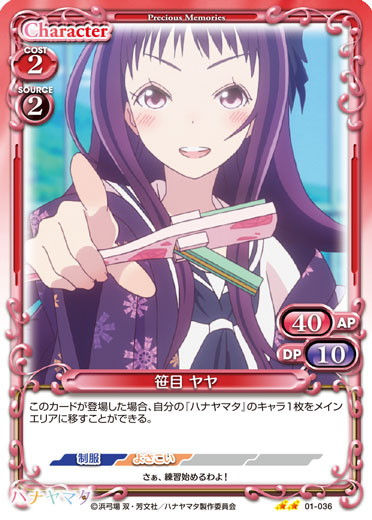 Precious Memories
Character
COST
2
SOURCE
2
40 AP
DP 10
笹目 ヤヤ
このカードが登場した場合、自分の『ハナヤマタ』のキャラ1枚をメイン
エリアに移すことができる。
制服 よさこい
さぁ、練習始めるわよ!
ハナヤマタ
©浜弓場 双・芳文社/ハナヤマタ製作委員会
01-036